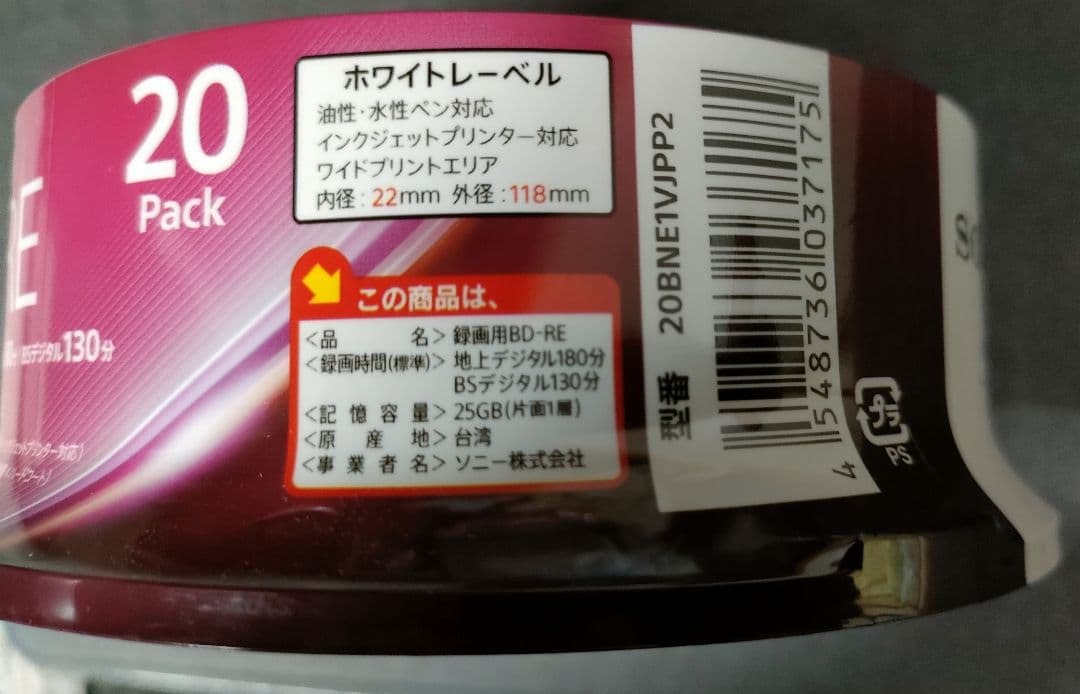 20
Pack
RE
BSデジタル130分
ホワイトレーベル
油性・水性ペン対応
インクジェットプリンター対応
ワイドプリントエリア
内径:22mm 外径:118mm
この商品は、
<品名> 録画用BD-RE
<録画時間(標準)> 地上デジタル180分
BSデジタル130分
<記憶容量> 25GB(片面1層)
<原産地> 台湾
<事業者名> ソニー株式会社
型番 20BNE1VJPP2
4 548736 037175
プラ
PS